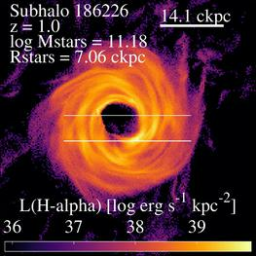 Subhalo 186226
14.1 ckpc
z = 1.0
log Mstars = 11.18
Rstars = 7.06 ckpc
L(H-alpha) [log erg s⁻¹ kpc⁻²]
36 37 38 39